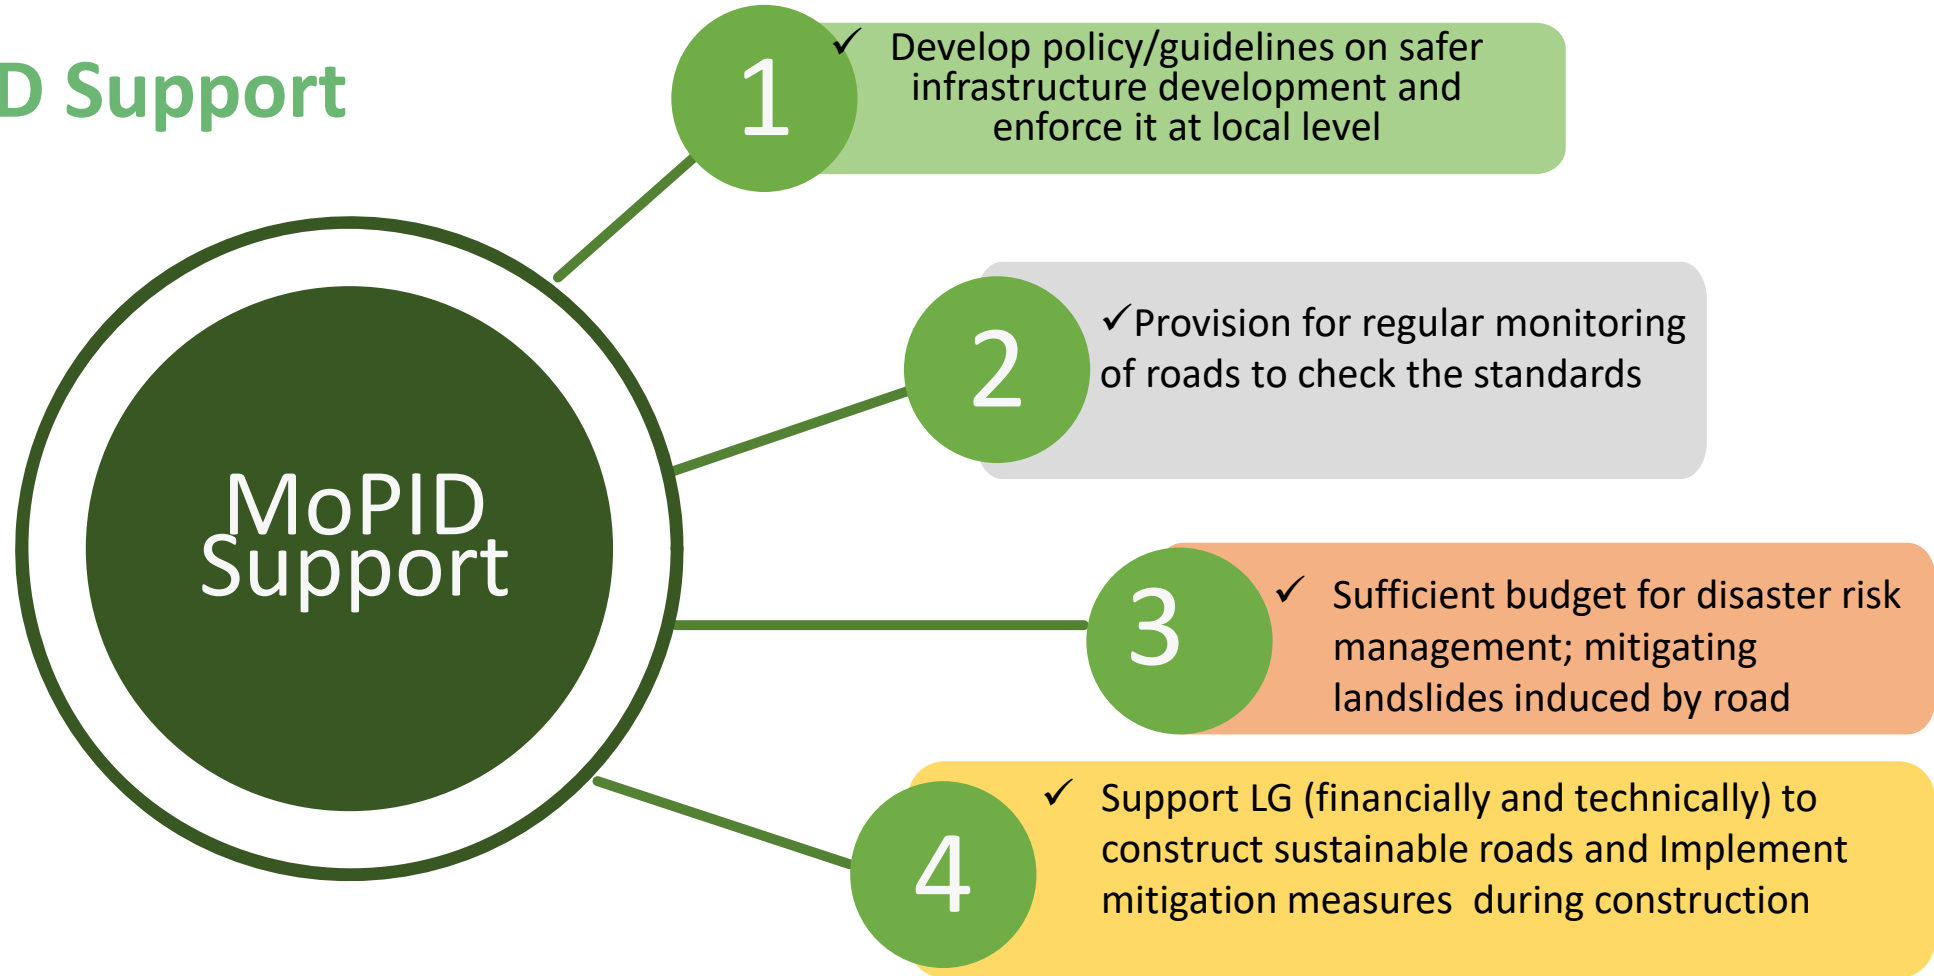 D Support
1
✓ Develop policy/guidelines on safer
infrastructure development and
enforce it at local level
2
✓Provision for regular monitoring
of roads to check the standards
MoPID
Support
3
✓ Sufficient budget for disaster risk
management; mitigating
landslides induced by road
4
✓ Support LG (financially and technically) to
construct sustainable roads and Implement
mitigation measures  during construction